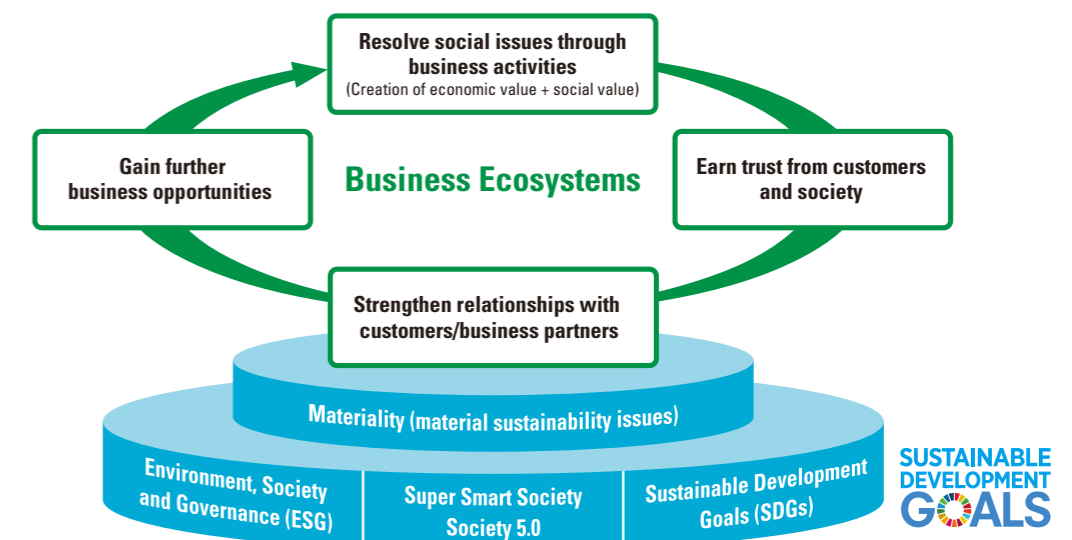 Resolve social issues through
business activities
(Creation of economic value + social value)
Gain further
business opportunities
Business Ecosystems
Earn trust from customers
and society
Strengthen relationships with
customers/business partners
Materiality (material sustainability issues)
Environment, Society
and Governance (ESG)
Super Smart Society
Society 5.0
Sustainable Development
Goals (SDGs)
SUSTAINABLE
DEVELOPMENT
GOALS